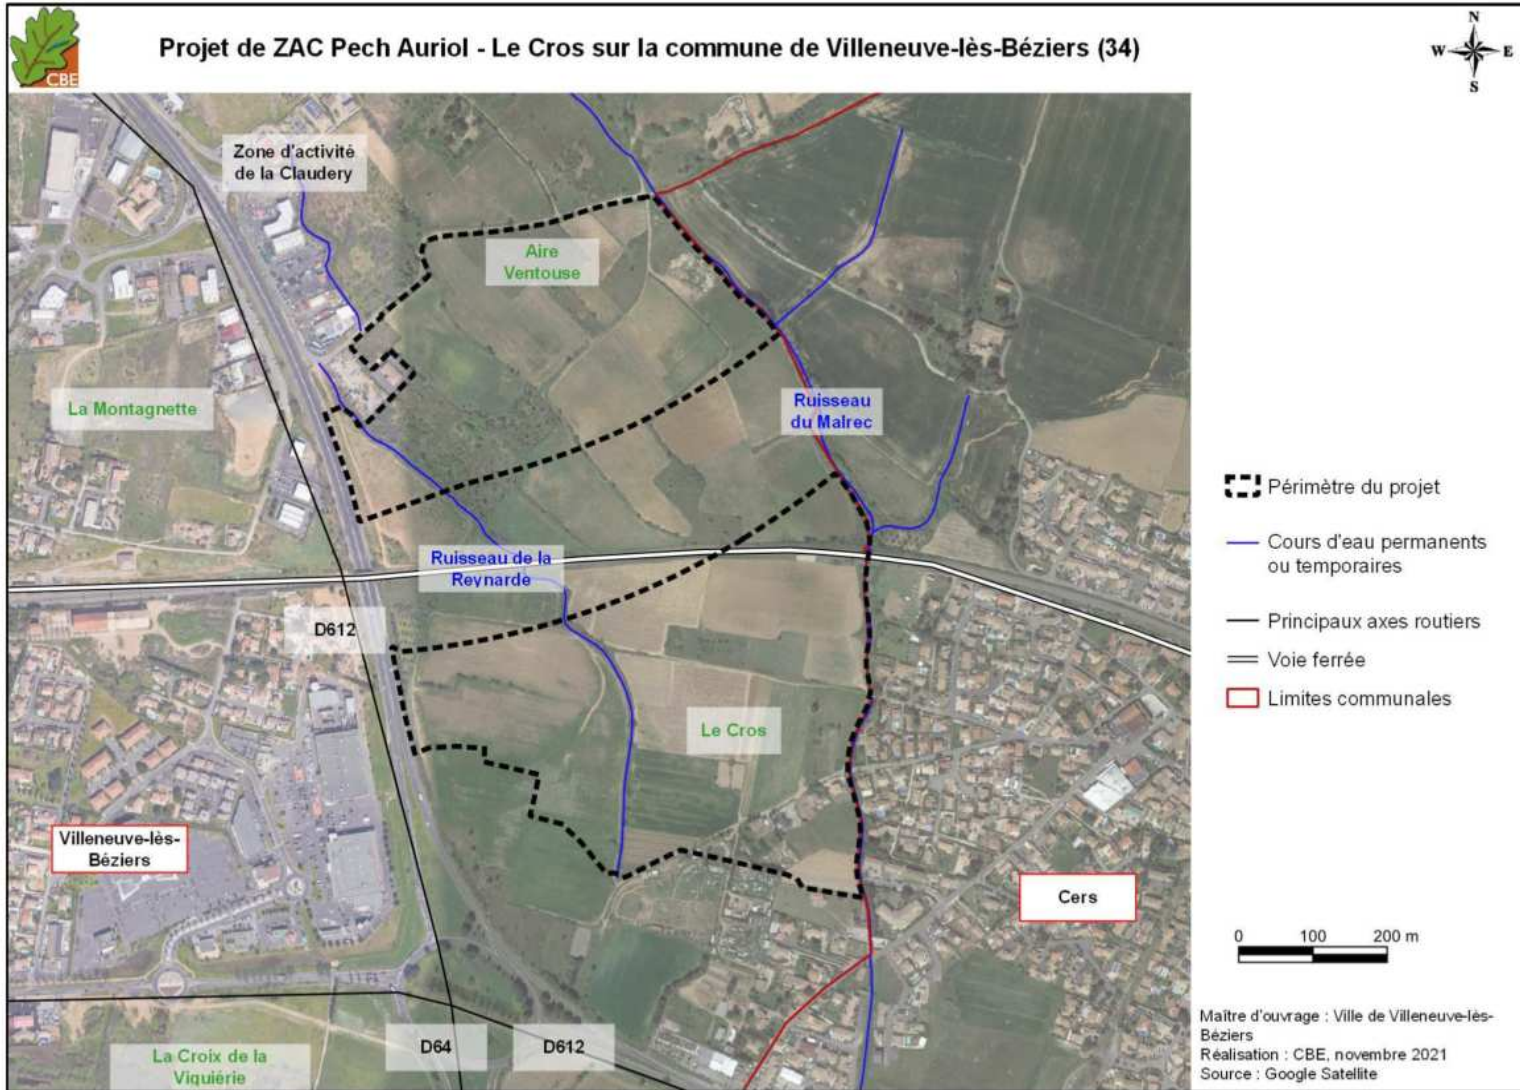 Projet de ZAC Pech Auriol - Le Cros sur la commune de Villeneuve-lès-Béziers (34)
CBE
N
W E
S
Zone d'activité
de la Claudery
Aire
Ventouse
La Montagnette
Ruisseau
du Malrec
Ruisseau de la
Reynarde
D612
Le Cros
Villeneuve-lès-
Béziers
Cers
D64
D612
La Croix de la
Viguiérie
Périmètre du projet
Cours d'eau permanents
ou temporaires
Principaux axes routiers
Voie ferrée
Limites communales
0 100 200 m
Maître d'ouvrage : Ville de Villeneuve-lès-
Béziers
Réalisation : CBE, novembre 2021
Source : Google Satellite